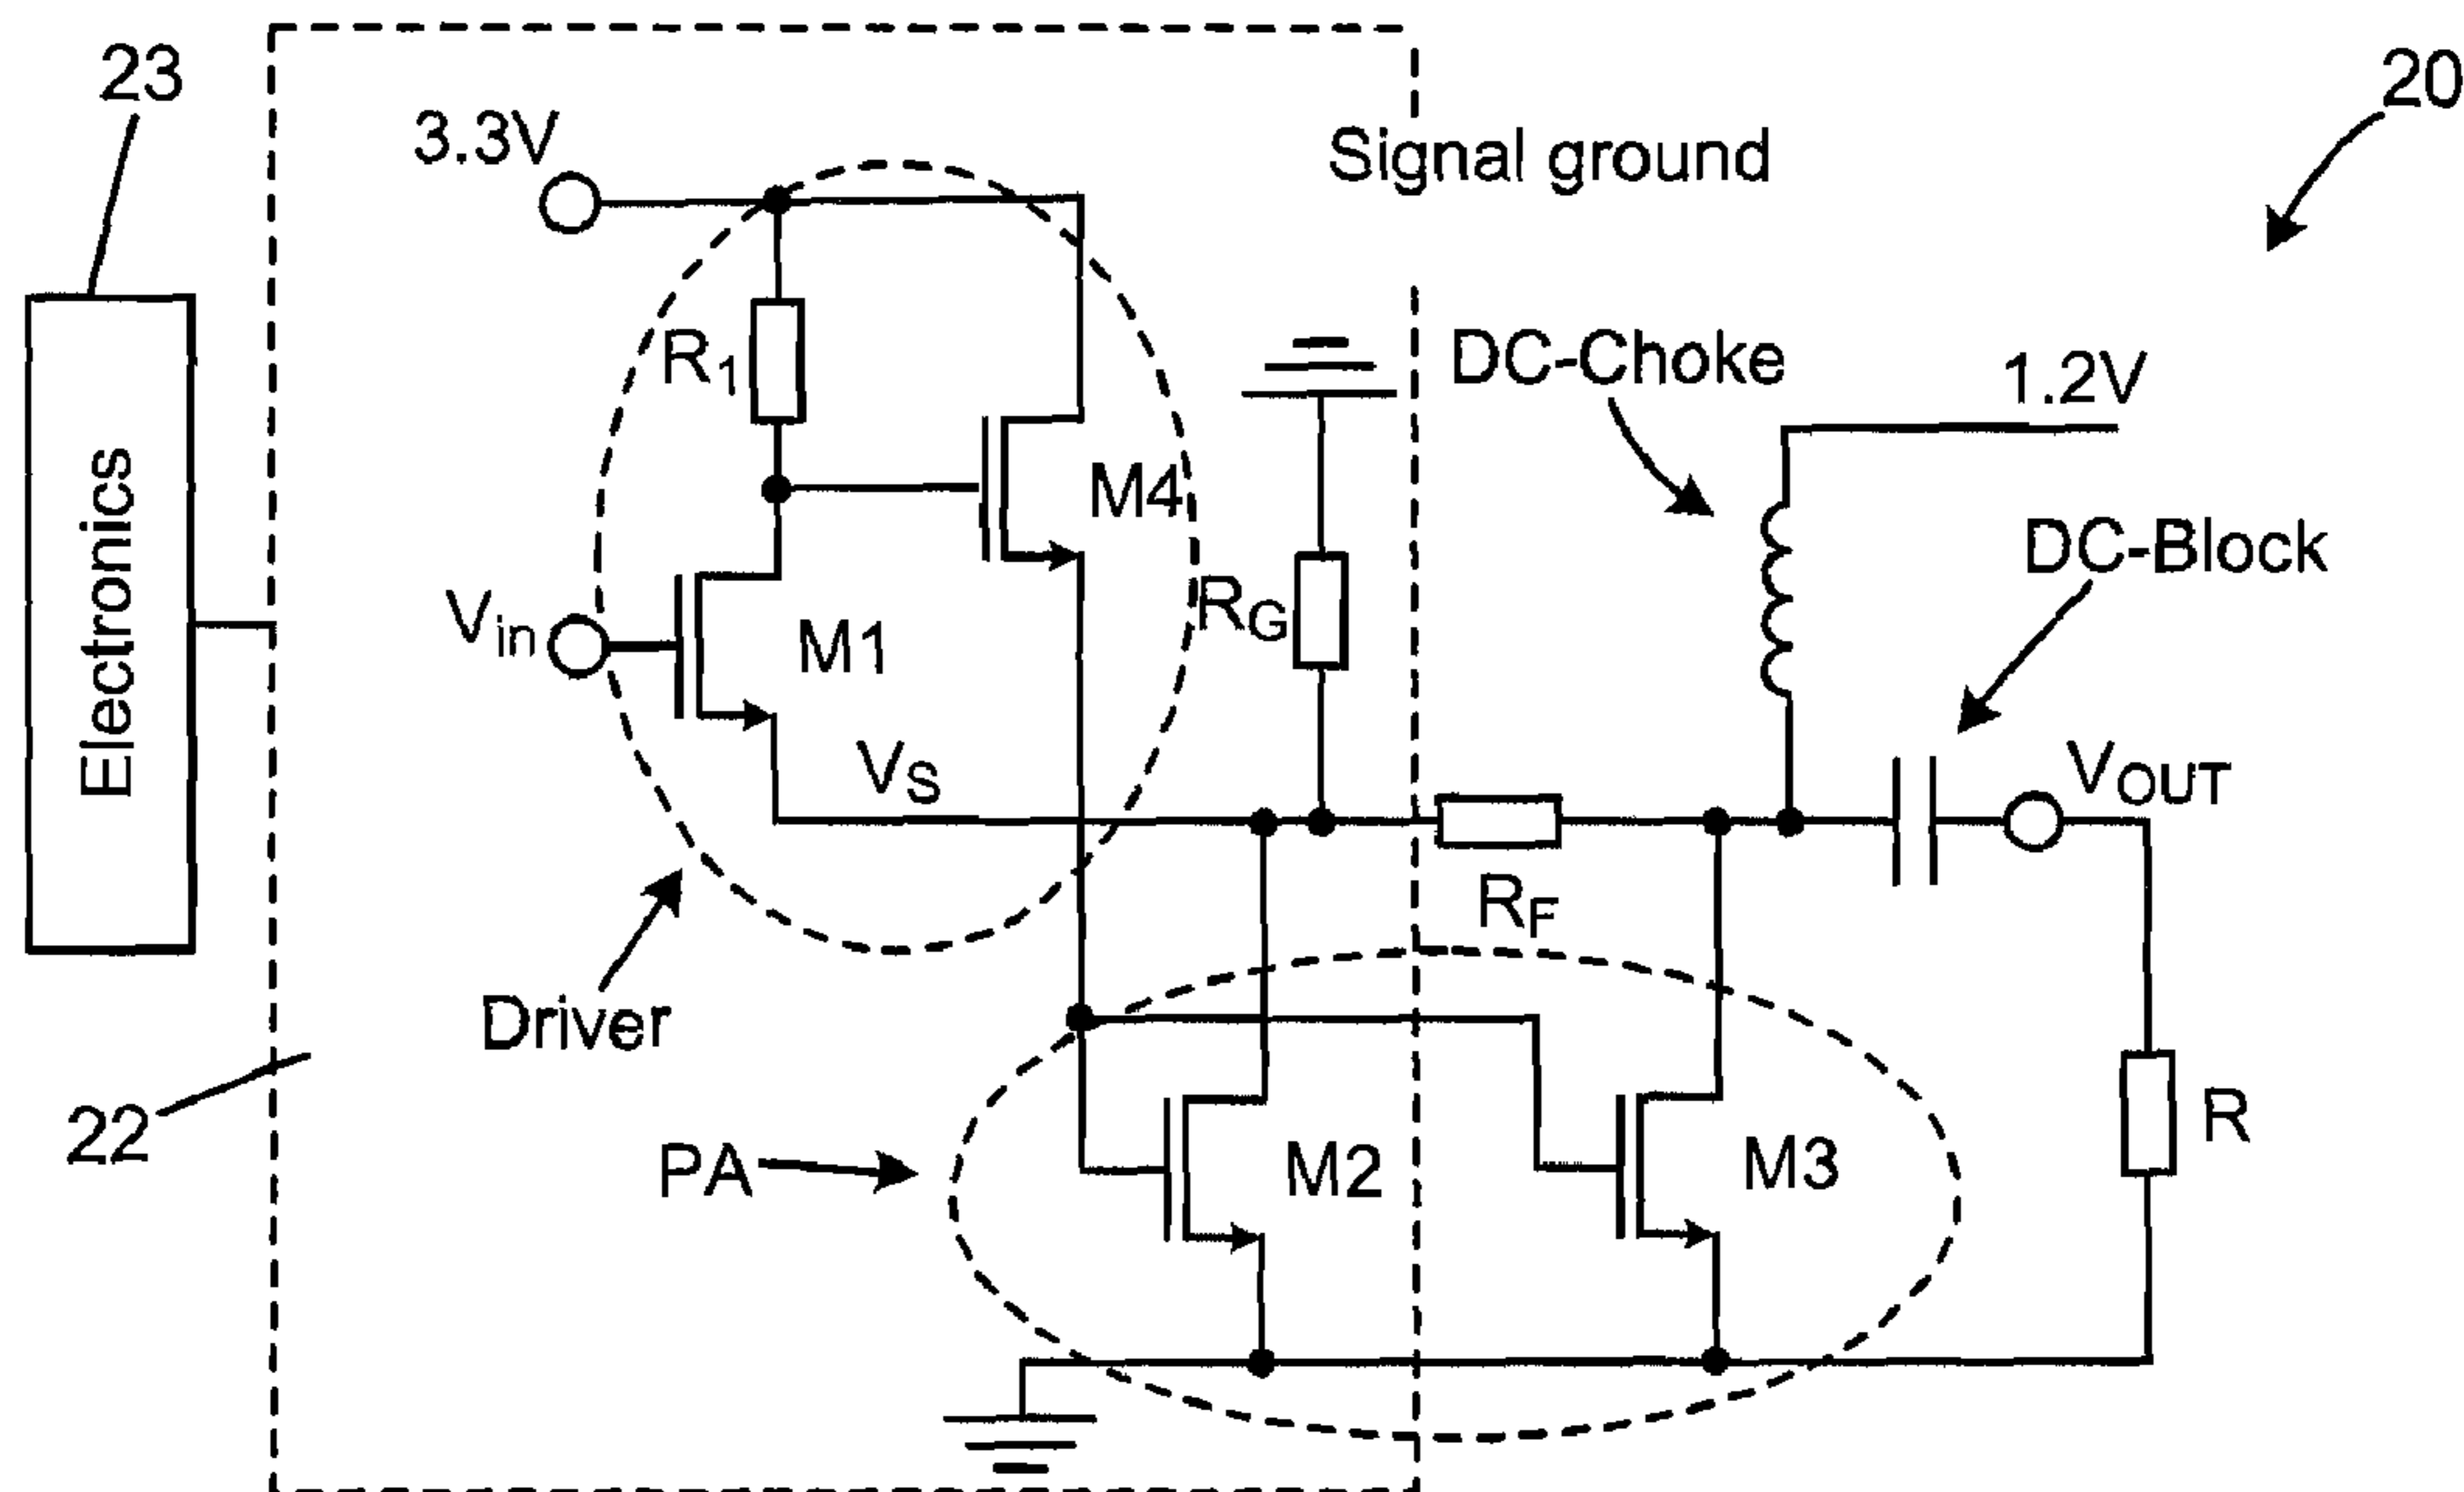 23
20
3.3V
Signal ground
R1
DC-Choke
1.2V
M4
DC-Block
Electronics
Vin
M1
RG
VS
VOUT
RF
Driver
22
PA
M2
M3
R